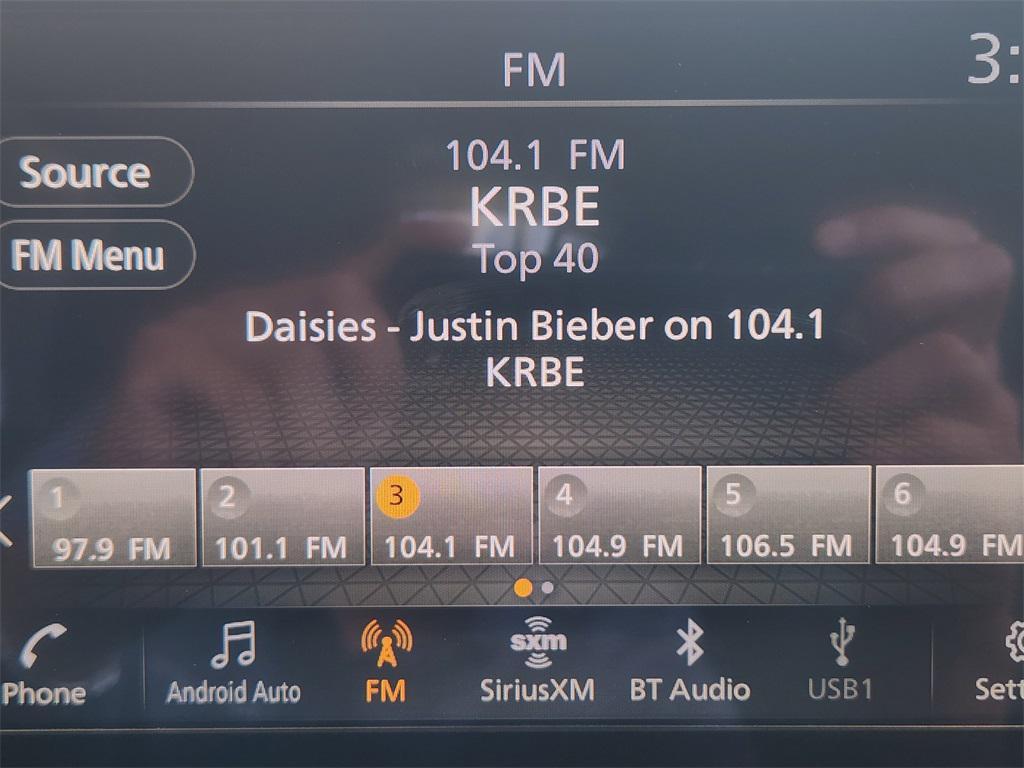 FM
3:
Source
FM Menu
104.1 FM
KRBE
Top 40
Daisies - Justin Bieber on 104.1
KRBE
1 2 3 4 5 6
97.9 FM 101.1 FM 104.1 FM 104.9 FM 106.5 FM 104.9 FM
sxm
Phone Android Auto FM SiriusXM BT Audio USB1 Sett